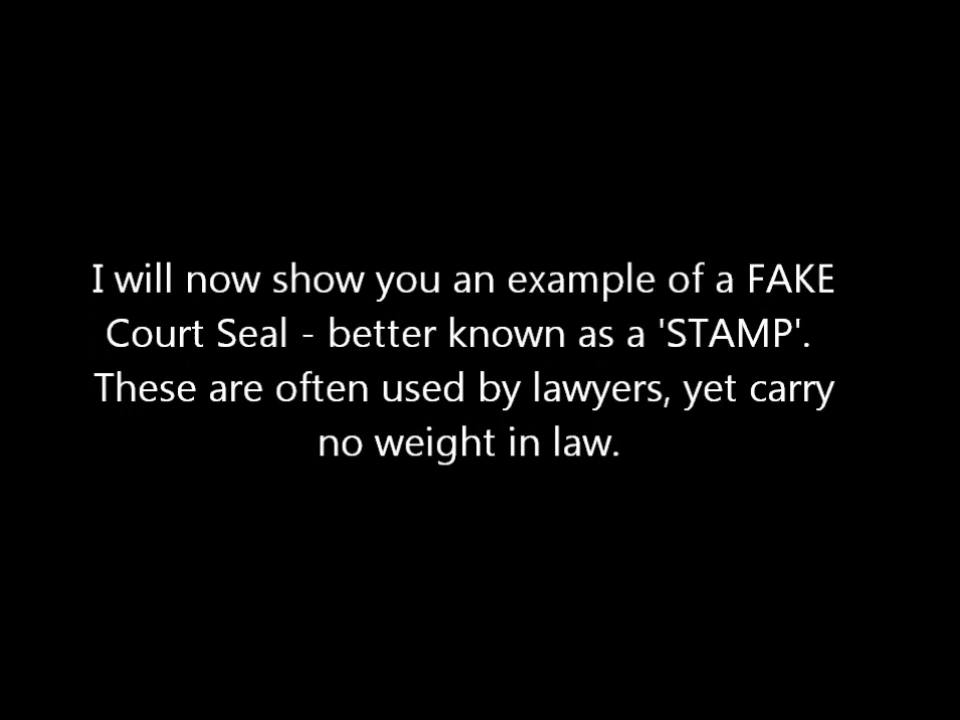 I will now show you an example of a FAKE
Court Seal - better known as a 'STAMP'.
These are often used by lawyers, yet carry
no weight in law.